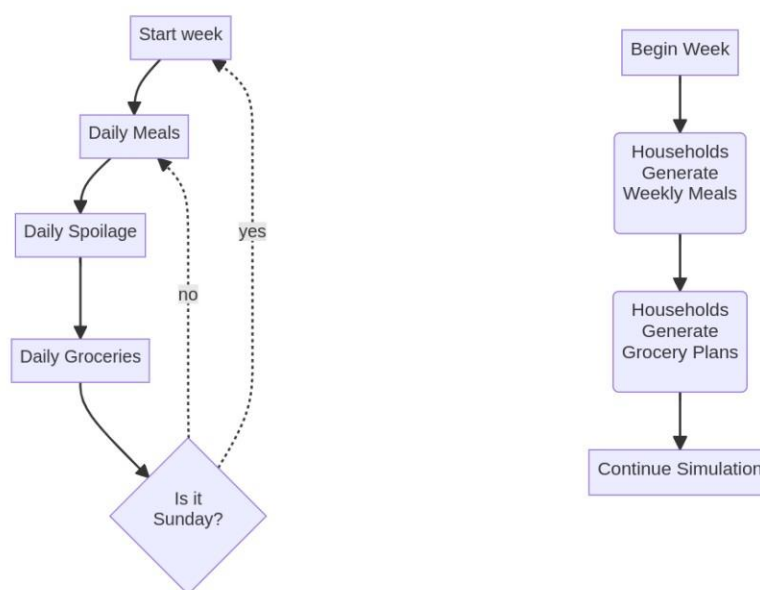 Start week
Daily Meals
Daily Spoilage
yes
no
Daily Groceries
Is it
Sunday?
Begin Week
Households
Generate
Weekly Meals
Households
Generate
Grocery Plans
Continue Simulation